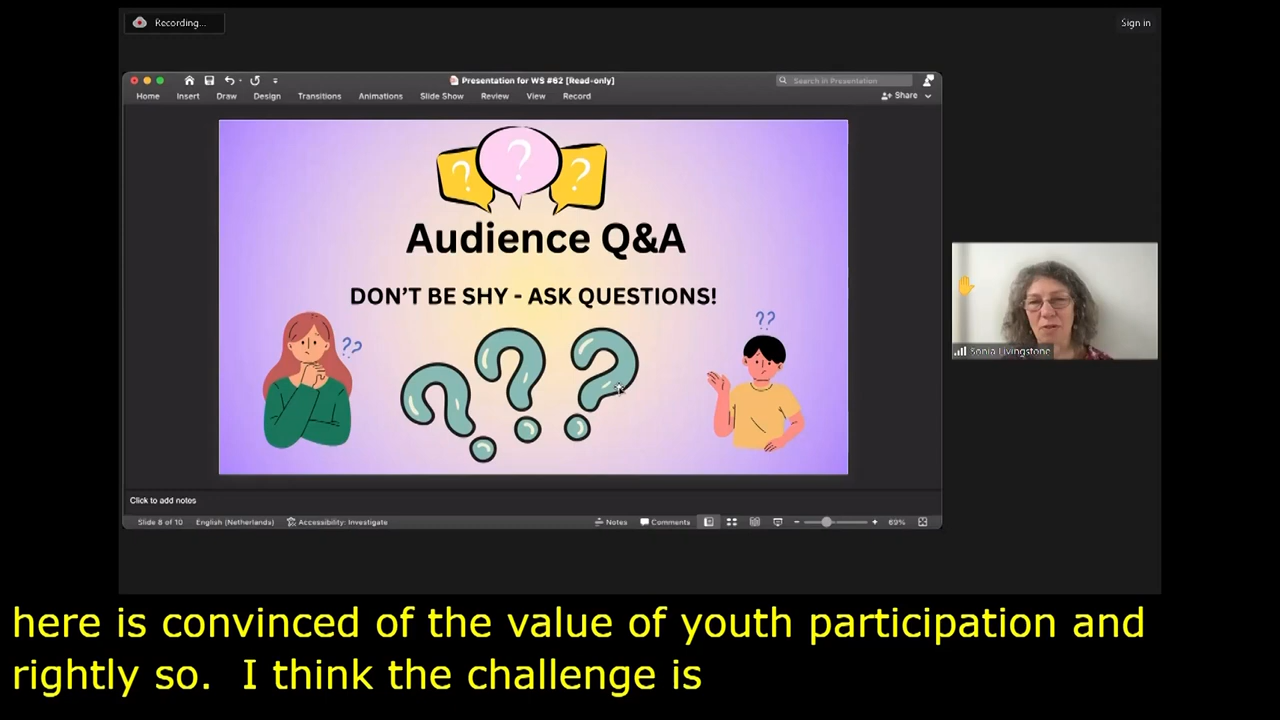 Recording...
Sign in
Presentation for WS #62 [Read-only]
Search in Presentation
Home Insert Draw Design Transitions Animations Slide Show Review View Record Share
? ? ?
Audience Q&A
DON'T BE SHY - ASK QUESTIONS!
??
??
? ? ?
Sonia Livingstone
Click to add notes
Slide 8 of 10 English (Netherlands) Accessibility: Investigate Notes Comments 69%
here is convinced of the value of youth participation and
rightly so. I think the challenge is